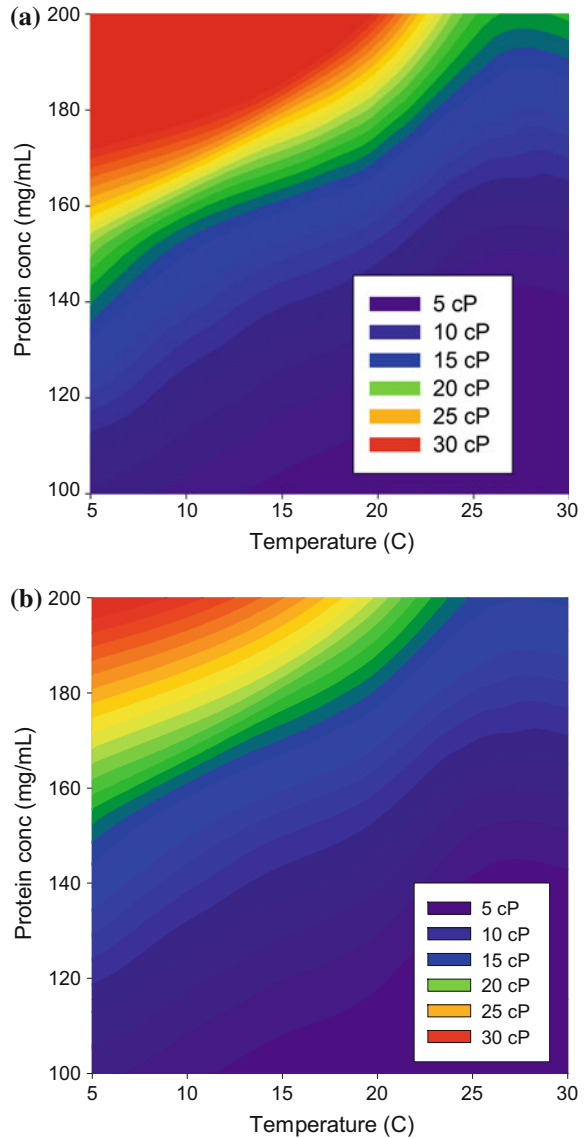 (a)
200
180
160
140
120
100
Protein conc (mg/mL)
5 cP
10 cP
15 cP
20 cP
25 cP
30 cP
5 10 15 20 25 30
Temperature (C)
(b)
200
180
160
140
120
100
Protein conc (mg/mL)
5 cP
10 cP
15 cP
20 cP
25 cP
30 cP
5 10 15 20 25 30
Temperature (C)